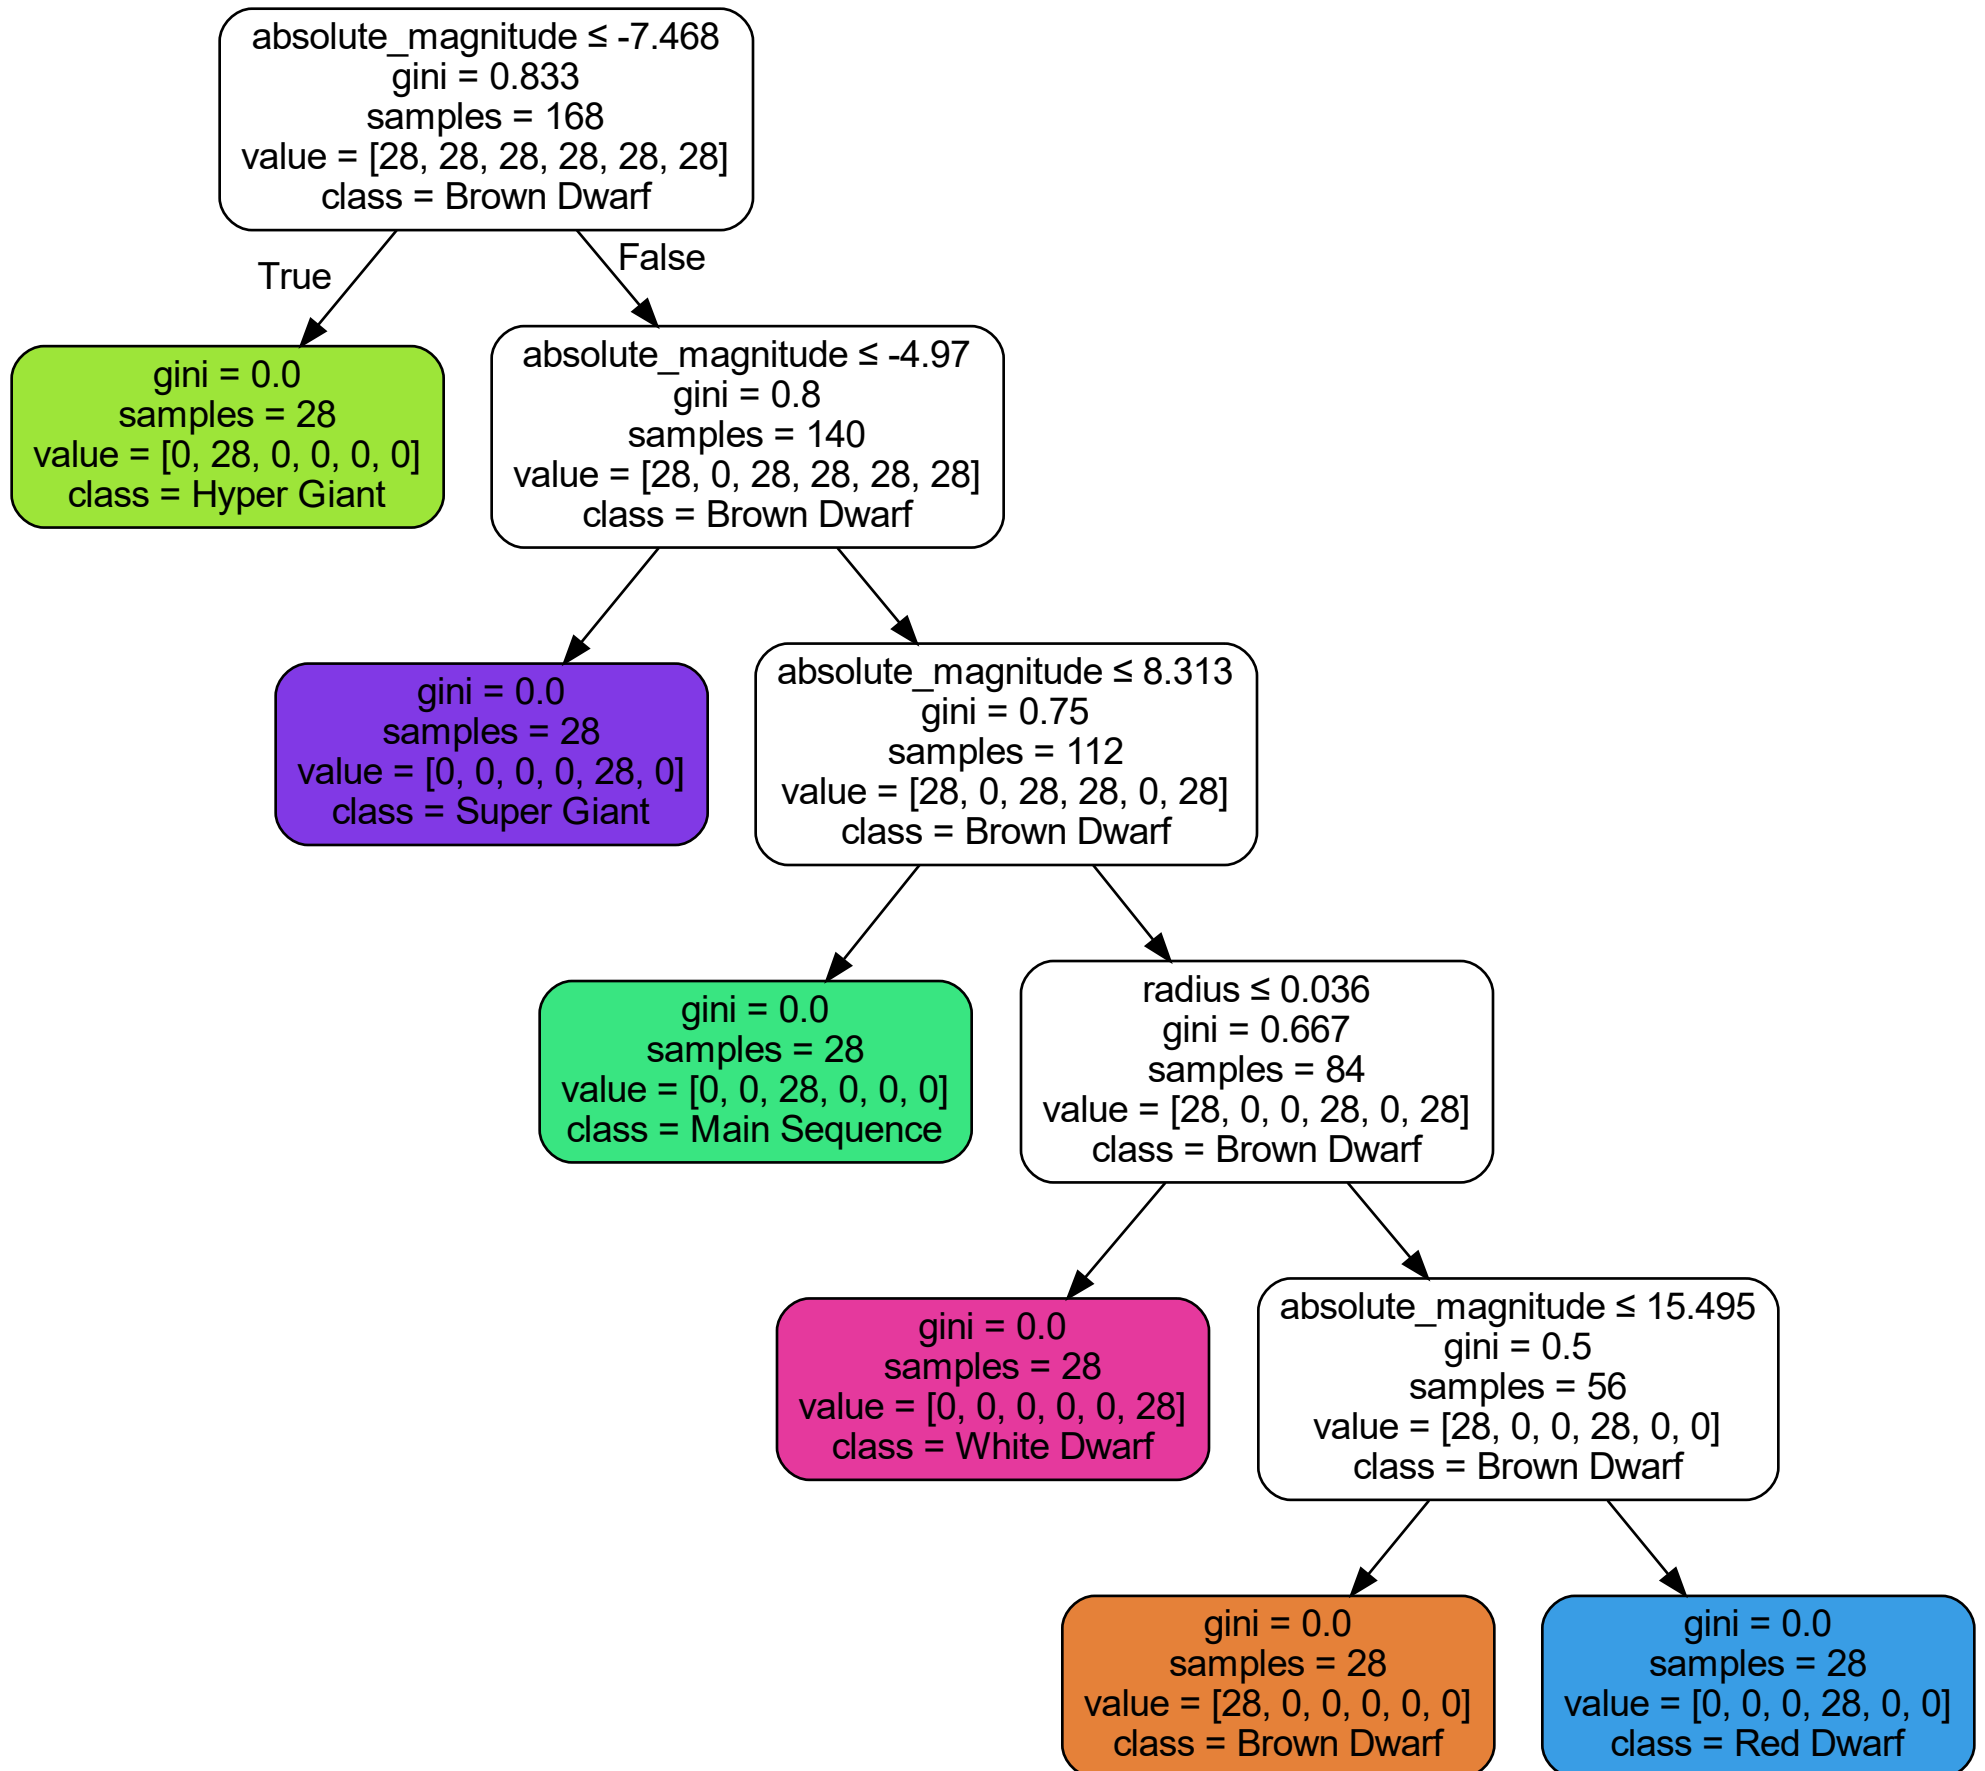 absolute_magnitude ≤ -7.468
gini = 0.833
samples = 168
value = [28, 28, 28, 28, 28, 28]
class = Brown Dwarf
True
False
gini = 0.0
samples = 28
value = [0, 28, 0, 0, 0, 0]
class = Hyper Giant
absolute_magnitude ≤ -4.97
gini = 0.8
samples = 140
value = [28, 0, 28, 28, 28, 28]
class = Brown Dwarf
gini = 0.0
samples = 28
value = [0, 0, 0, 0, 28, 0]
class = Super Giant
absolute_magnitude ≤ 8.313
gini = 0.75
samples = 112
value = [28, 0, 28, 28, 0, 28]
class = Brown Dwarf
gini = 0.0
samples = 28
value = [0, 0, 28, 0, 0, 0]
class = Main Sequence
radius ≤ 0.036
gini = 0.667
samples = 84
value = [28, 0, 0, 28, 0, 28]
class = Brown Dwarf
gini = 0.0
samples = 28
value = [0, 0, 0, 0, 0, 28]
class = White Dwarf
absolute_magnitude ≤ 15.495
gini = 0.5
samples = 56
value = [28, 0, 0, 28, 0, 0]
class = Brown Dwarf
gini = 0.0
samples = 28
value = [28, 0, 0, 0, 0, 0]
class = Brown Dwarf
gini = 0.0
samples = 28
value = [0, 0, 0, 28, 0, 0]
class = Red Dwarf